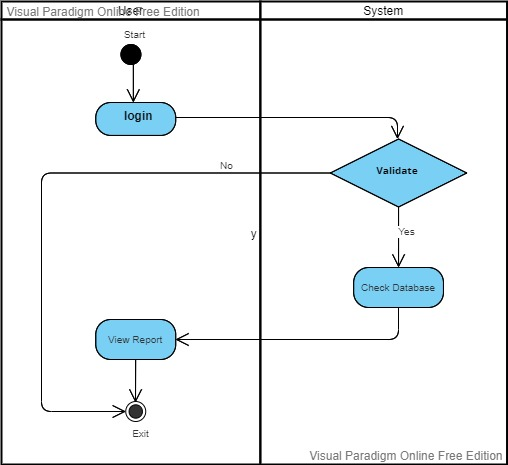 Visual Paradigm Online Free Edition
User
System
Start
login
No
Validate
y
Yes
Check Database
View Report
Exit
Visual Paradigm Online Free Edition